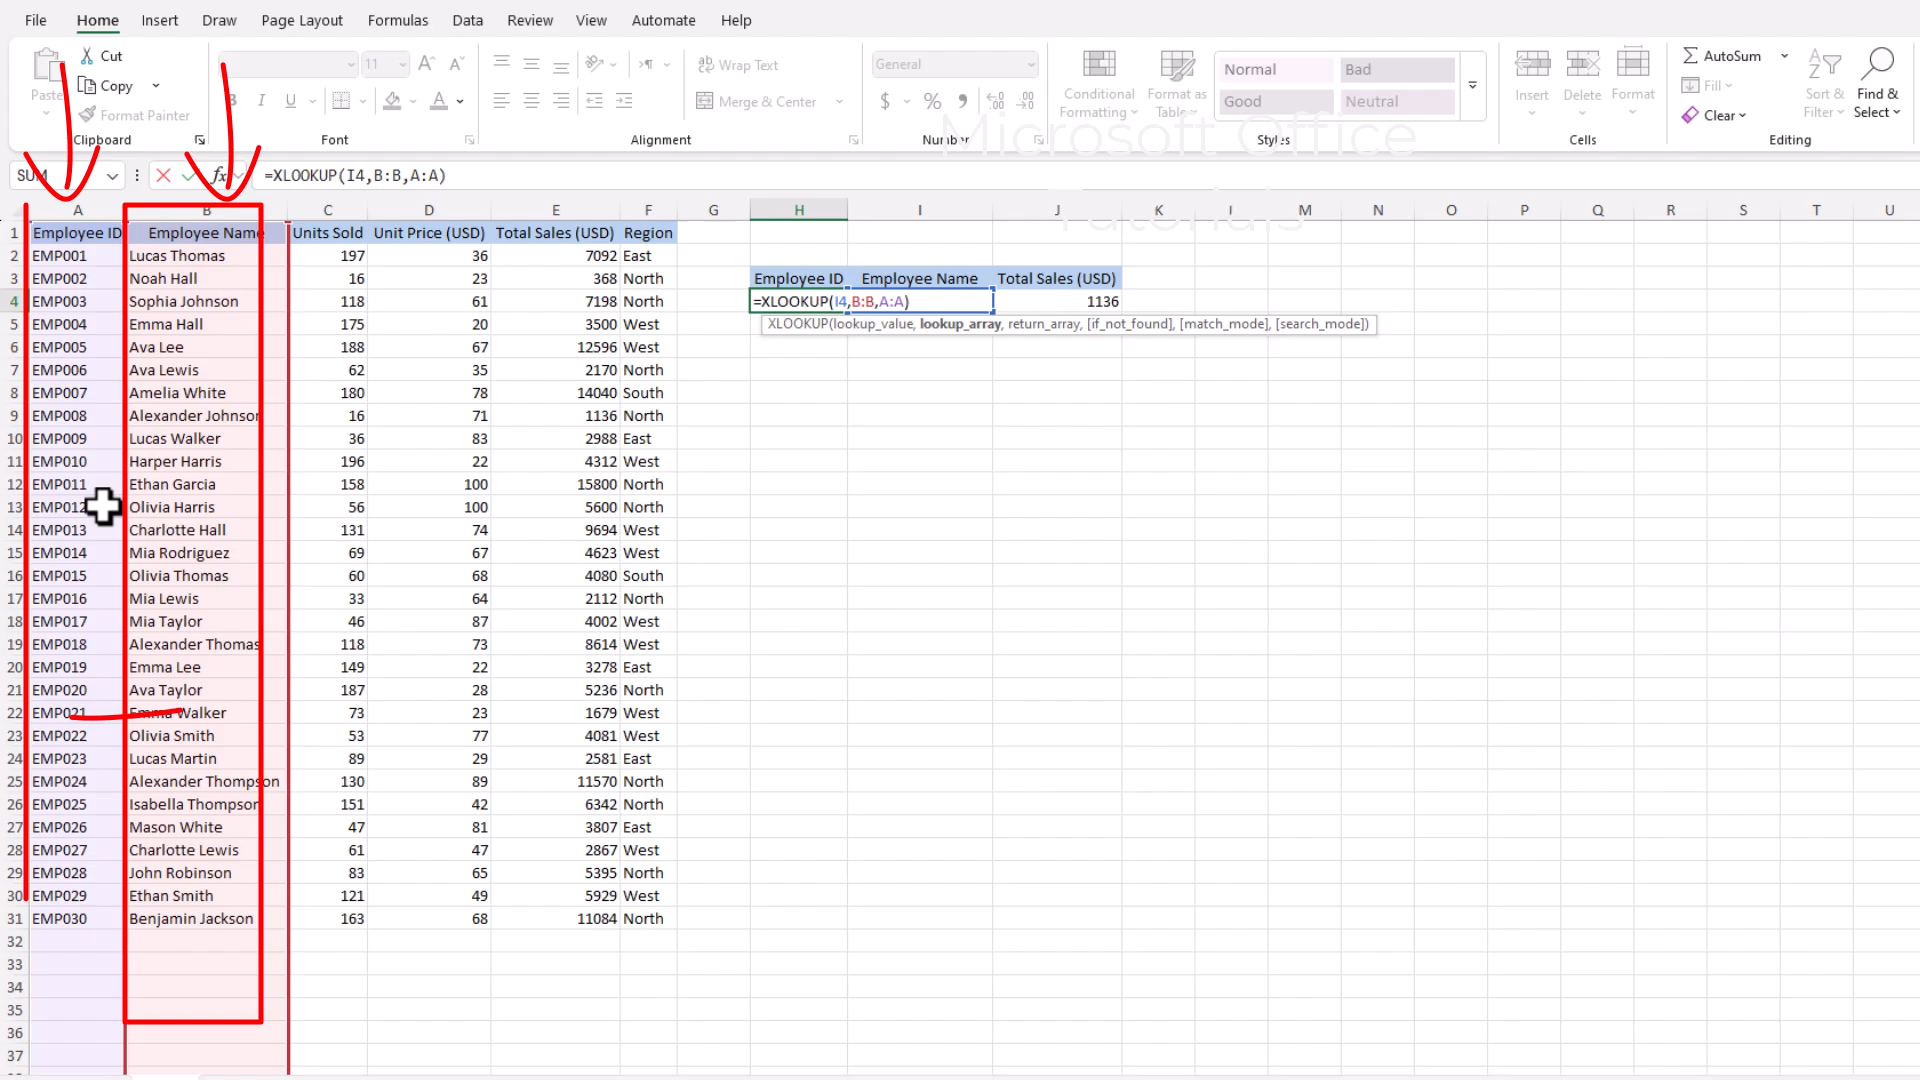 File Home Insert Draw Page Layout Formulas Data Review View Automate Help
Cut
Copy
Paste
Format Painter
Clipboard
11
B I U
Font
Wrap Text
Merge & Center
Alignment
General
$ % 9
Number
Conditional Formatting
Format as Table
Normal Bad
Good Neutral
Styles
Insert Delete Format
Cells
AutoSum
Fill
Clear
Sort & Filter
Find & Select
Editing
Microsoft Office
Tutorials
SUM fx =XLOOKUP(I4,B:B,A:A)
A B C D E F G H I J K L M N O P Q R S T U
1 Employee ID Employee Name Units Sold Unit Price (USD) Total Sales (USD) Region
2 EMP001 Lucas Thomas 197 36 7092 East
3 EMP002 Noah Hall 16 23 368 North Employee ID Employee Name Total Sales (USD)
4 EMP003 Sophia Johnson 118 61 7198 North =XLOOKUP(I4,B:B,A:A) 1136
5 EMP004 Emma Hall 175 20 3500 West XLOOKUP(lookup_value, lookup_array, return_array, [if_not_found], [match_mode], [search_mode])
6 EMP005 Ava Lee 188 67 12596 West
7 EMP006 Ava Lewis 62 35 2170 North
8 EMP007 Amelia White 180 78 14040 South
9 EMP008 Alexander Johnson 16 71 1136 North
10 EMP009 Lucas Walker 36 83 2988 East
11 EMP010 Harper Harris 196 22 4312 West
12 EMP011 Ethan Garcia 158 100 15800 North
13 EMP012 Olivia Harris 56 100 5600 North
14 EMP013 Charlotte Hall 131 74 9694 West
15 EMP014 Mia Rodriguez 69 67 4623 West
16 EMP015 Olivia Thomas 60 68 4080 South
17 EMP016 Mia Lewis 33 64 2112 North
18 EMP017 Mia Taylor 46 87 4002 West
19 EMP018 Alexander Thomas 118 73 8614 West
20 EMP019 Emma Lee 149 22 3278 East
21 EMP020 Ava Taylor 187 28 5236 North
22 EMP021 Emma Walker 73 23 1679 West
23 EMP022 Olivia Smith 53 77 4081 West
24 EMP023 Lucas Martin 89 29 2581 East
25 EMP024 Alexander Thompson 130 89 11570 North
26 EMP025 Isabella Thompson 151 42 6342 North
27 EMP026 Mason White 47 81 3807 East
28 EMP027 Charlotte Lewis 61 47 2867 West
29 EMP028 John Robinson 83 65 5395 North
30 EMP029 Ethan Smith 121 49 5929 West
31 EMP030 Benjamin Jackson 163 68 11084 North
32
33
34
35
36
37